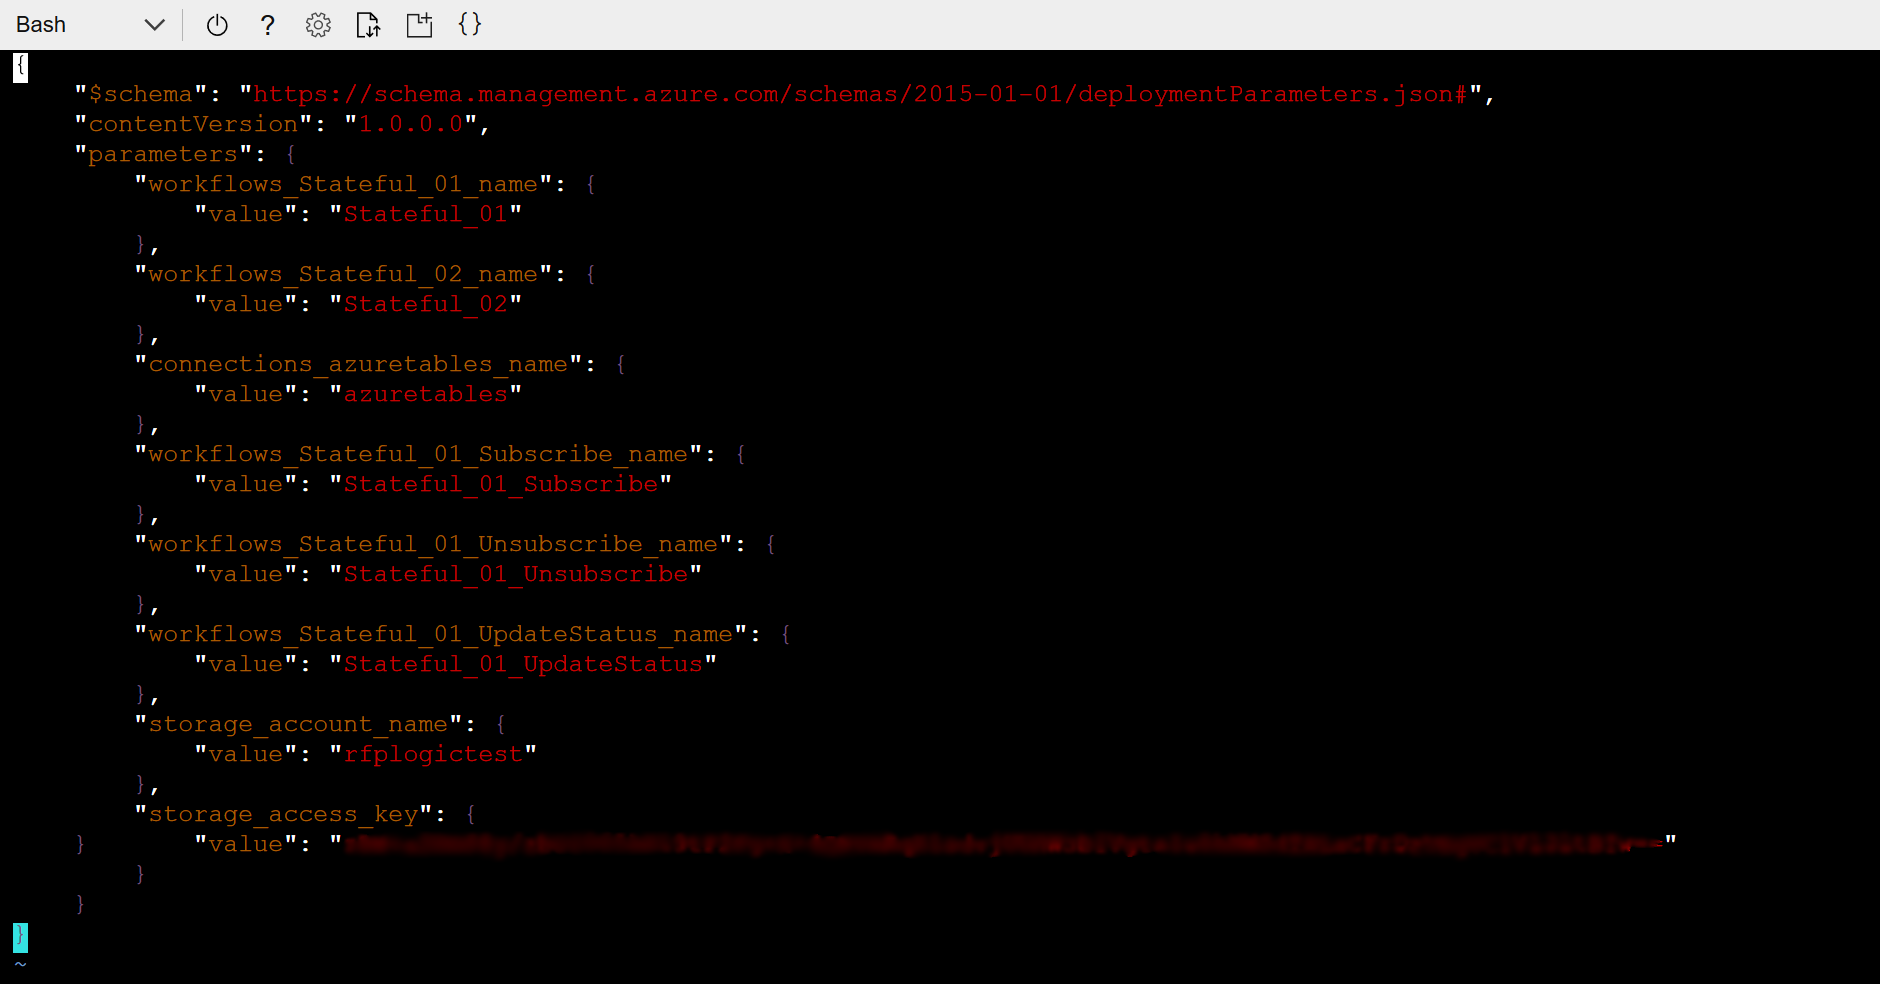 Bash
{
    "$schema": "https://schema.management.azure.com/schemas/2015-01-01/deploymentParameters.json#",
    "contentVersion": "1.0.0.0",
    "parameters": {
        "workflows_Stateful_01_name": {
            "value": "Stateful_01"
        },
        "workflows_Stateful_02_name": {
            "value": "Stateful_02"
        },
        "connections_azuretables_name": {
            "value": "azuretables"
        },
        "workflows_Stateful_01_Subscribe_name": {
            "value": "Stateful_01_Subscribe"
        },
        "workflows_Stateful_01_Unsubscribe_name": {
            "value": "Stateful_01_Unsubscribe"
        },
        "workflows_Stateful_01_UpdateStatus_name": {
            "value": "Stateful_01_UpdateStatus"
        },
        "storage_account_name": {
            "value": "rfplogictest"
        },
        "storage_access_key": {
    }       "value": ""
        }
    }
}
~